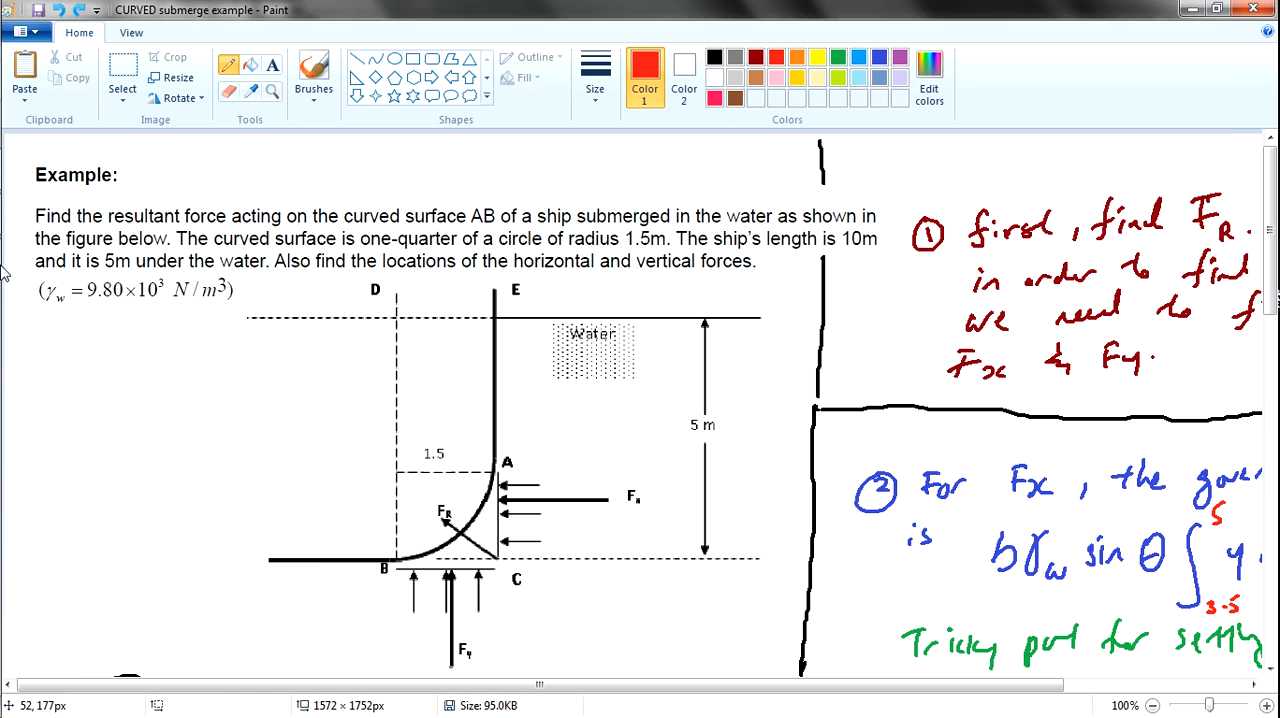 CURVED submerge example - Paint
Home
View
Paste
Cut
Copy
Clipboard
Select
Crop
Resize
Rotate
Image
A
Tools
Brushes
Outline
Fill
Shapes
Size
Color 1
Color 2
Edit colors
Colors
Example:
Find the resultant force acting on the curved surface AB of a ship submerged in the water as shown in
the figure below. The curved surface is one-quarter of a circle of radius 1.5m. The ship's length is 10m
and it is 5m under the water. Also find the locations of the horizontal and vertical forces.
(γw = 9.80×10³ N/m³)
D
E
Water
5 m
1.5
A
Fx
FR
B
C
Fy
① first, find FR.
in order to find
we need to f
Fx & Fy.
② For Fx, the gover
is bγw sin θ ∫ y
5
3.5
Tricky part for setting
52, 177px
1572 × 1752px
Size: 95.0KB
100%